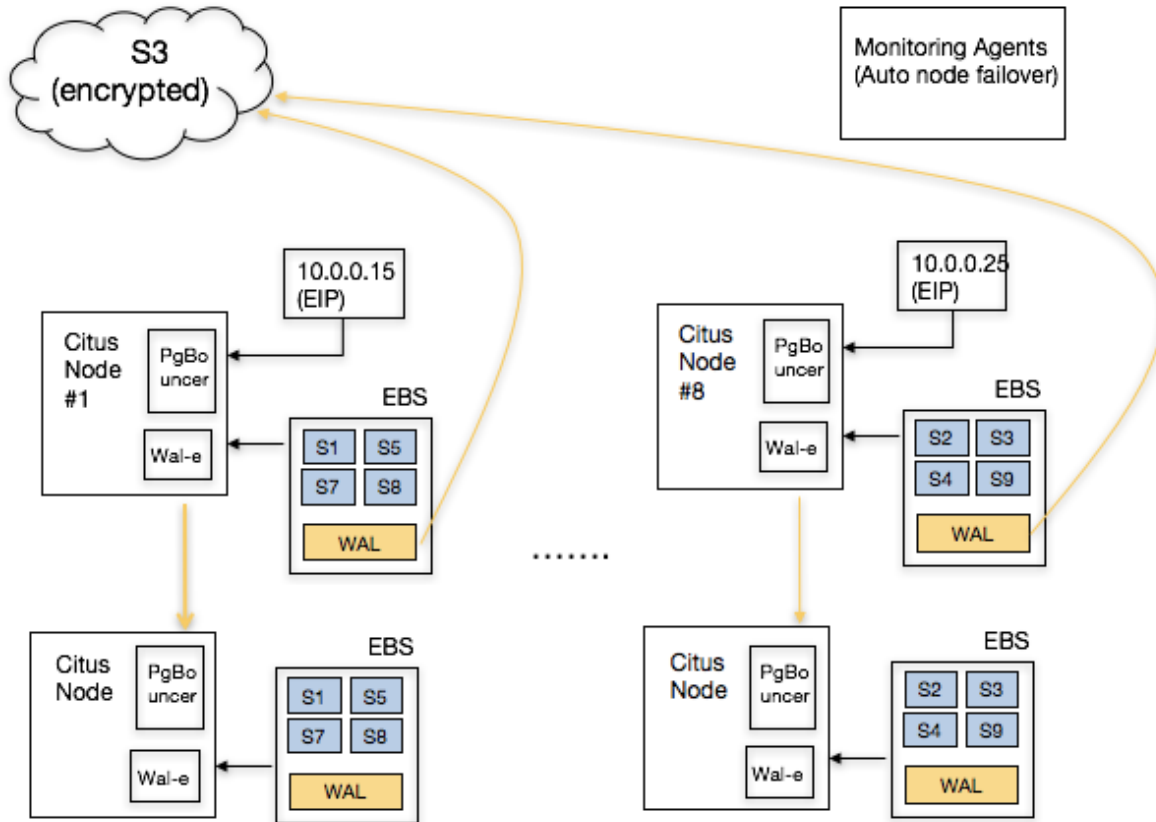 S3
(encrypted)
Monitoring Agents
(Auto node failover)
10.0.0.15
(EIP)
10.0.0.25
(EIP)
Citus
Node
#1
PgBo
uncer
Wal-e
EBS
S1 S5
S7 S8
WAL
.......
Citus
Node
#8
PgBo
uncer
Wal-e
EBS
S2 S3
S4 S9
WAL
Citus
Node
PgBo
uncer
Wal-e
EBS
S1 S5
S7 S8
WAL
Citus
Node
PgBo
uncer
Wal-e
EBS
S2 S3
S4 S9
WAL